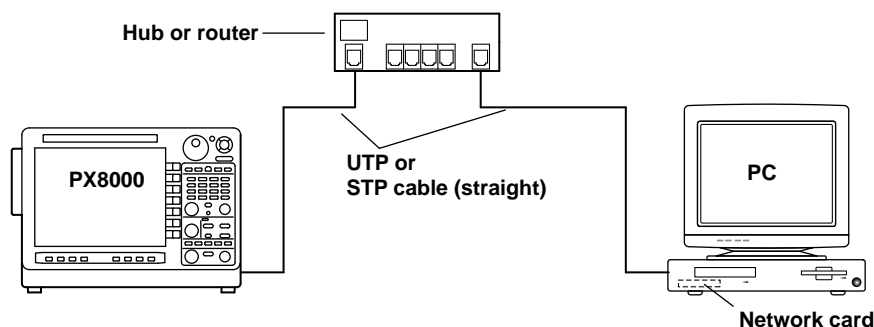 Hub or router
UTP or
STP cable (straight)
PX8000
PC
Network card